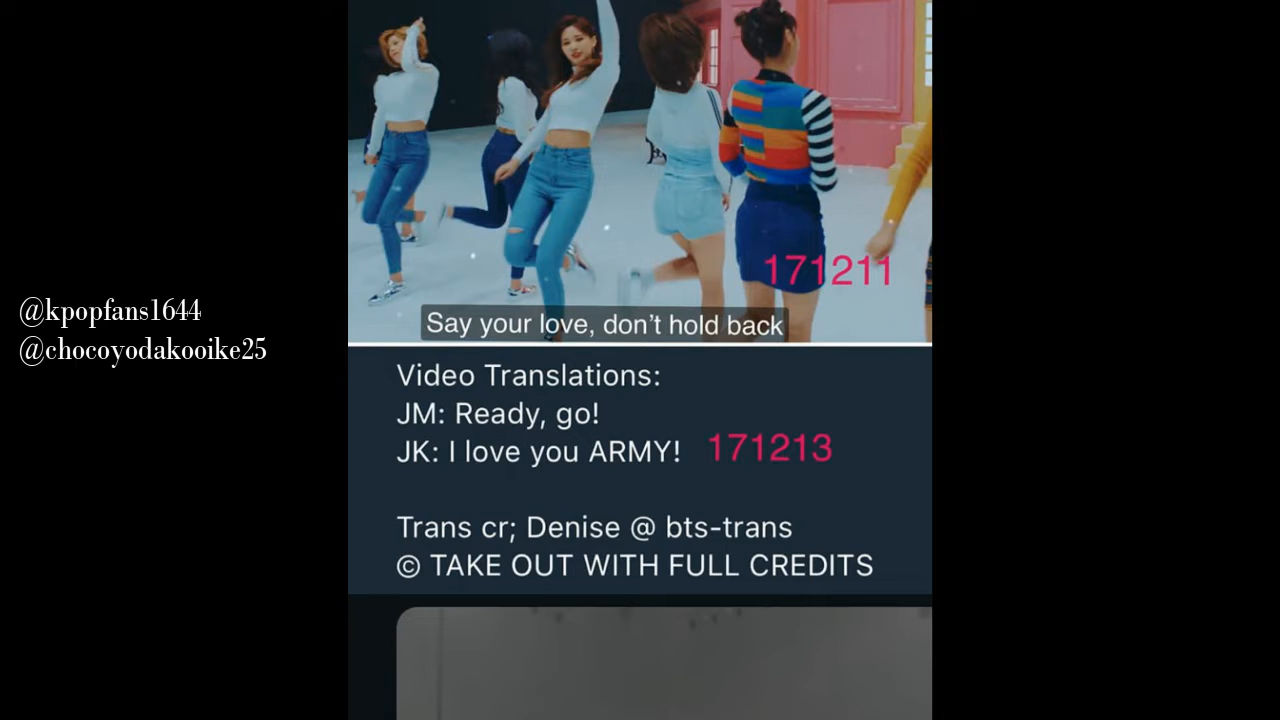 @kpopfans1644
@chocoyodakooike25
171211
Say your love, don't hold back
Video Translations:
JM: Ready, go!
JK: I love you ARMY! 171213
Trans cr; Denise @ bts-trans
© TAKE OUT WITH FULL CREDITS